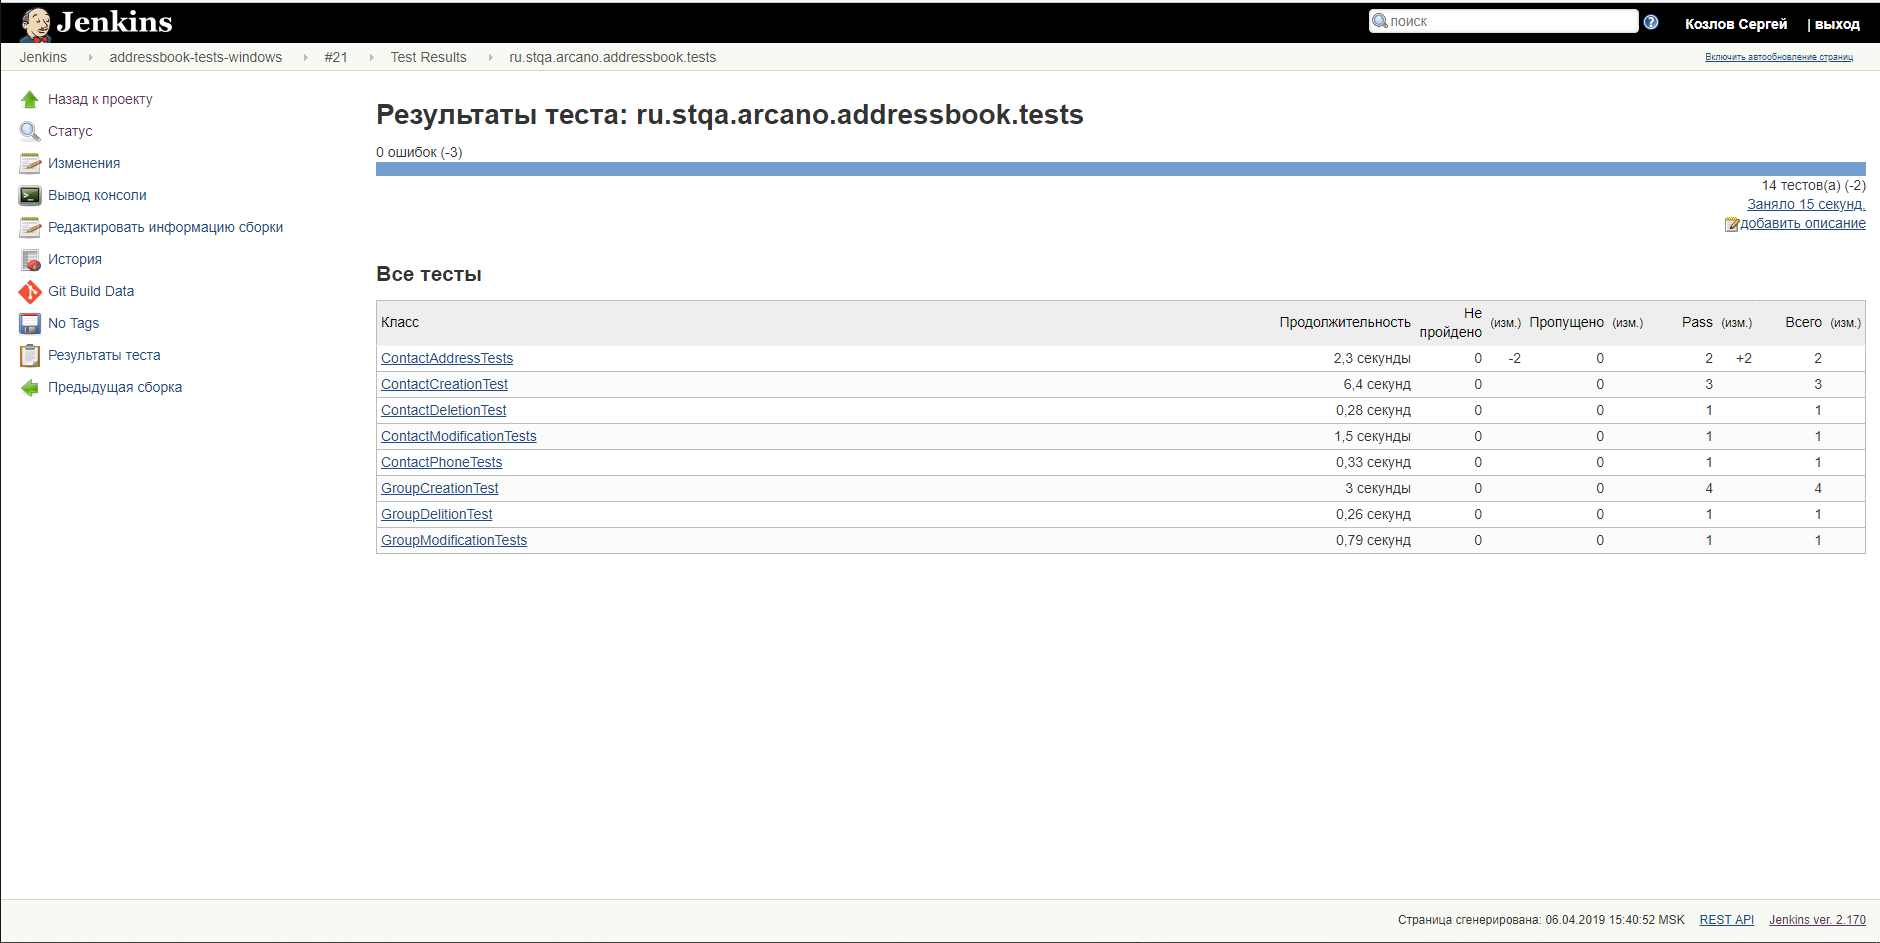 Jenkins
поиск
Козлов Сергей | выход
Jenkins addressbook-tests-windows #21 Test Results ru.stqa.arcano.addressbook.tests
Включить автообновление страниц
Назад к проекту
Статус
Изменения
Вывод консоли
Редактировать информацию сборки
История
Git Build Data
No Tags
Результаты теста
Предыдущая сборка
Результаты теста: ru.stqa.arcano.addressbook.tests
0 ошибок (-3)
14 тестов(а) (-2)
Заняло 15 секунд.
добавить описание
Все тесты
Класс Продолжительность Не пройдено (изм.) Пропущено (изм.) Pass (изм.) Всего (изм.)
ContactAddressTests 2,3 секунды 0 -2 0 2 +2 2
ContactCreationTest 6,4 секунд 0 0 3 3
ContactDeletionTest 0,28 секунд 0 0 1 1
ContactModificationTests 1,5 секунды 0 0 1 1
ContactPhoneTests 0,33 секунд 0 0 1 1
GroupCreationTest 3 секунды 0 0 4 4
GroupDelitionTest 0,26 секунд 0 0 1 1
GroupModificationTests 0,79 секунд 0 0 1 1
Страница сгенерирована: 06.04.2019 15:40:52 MSK REST API Jenkins ver. 2.170